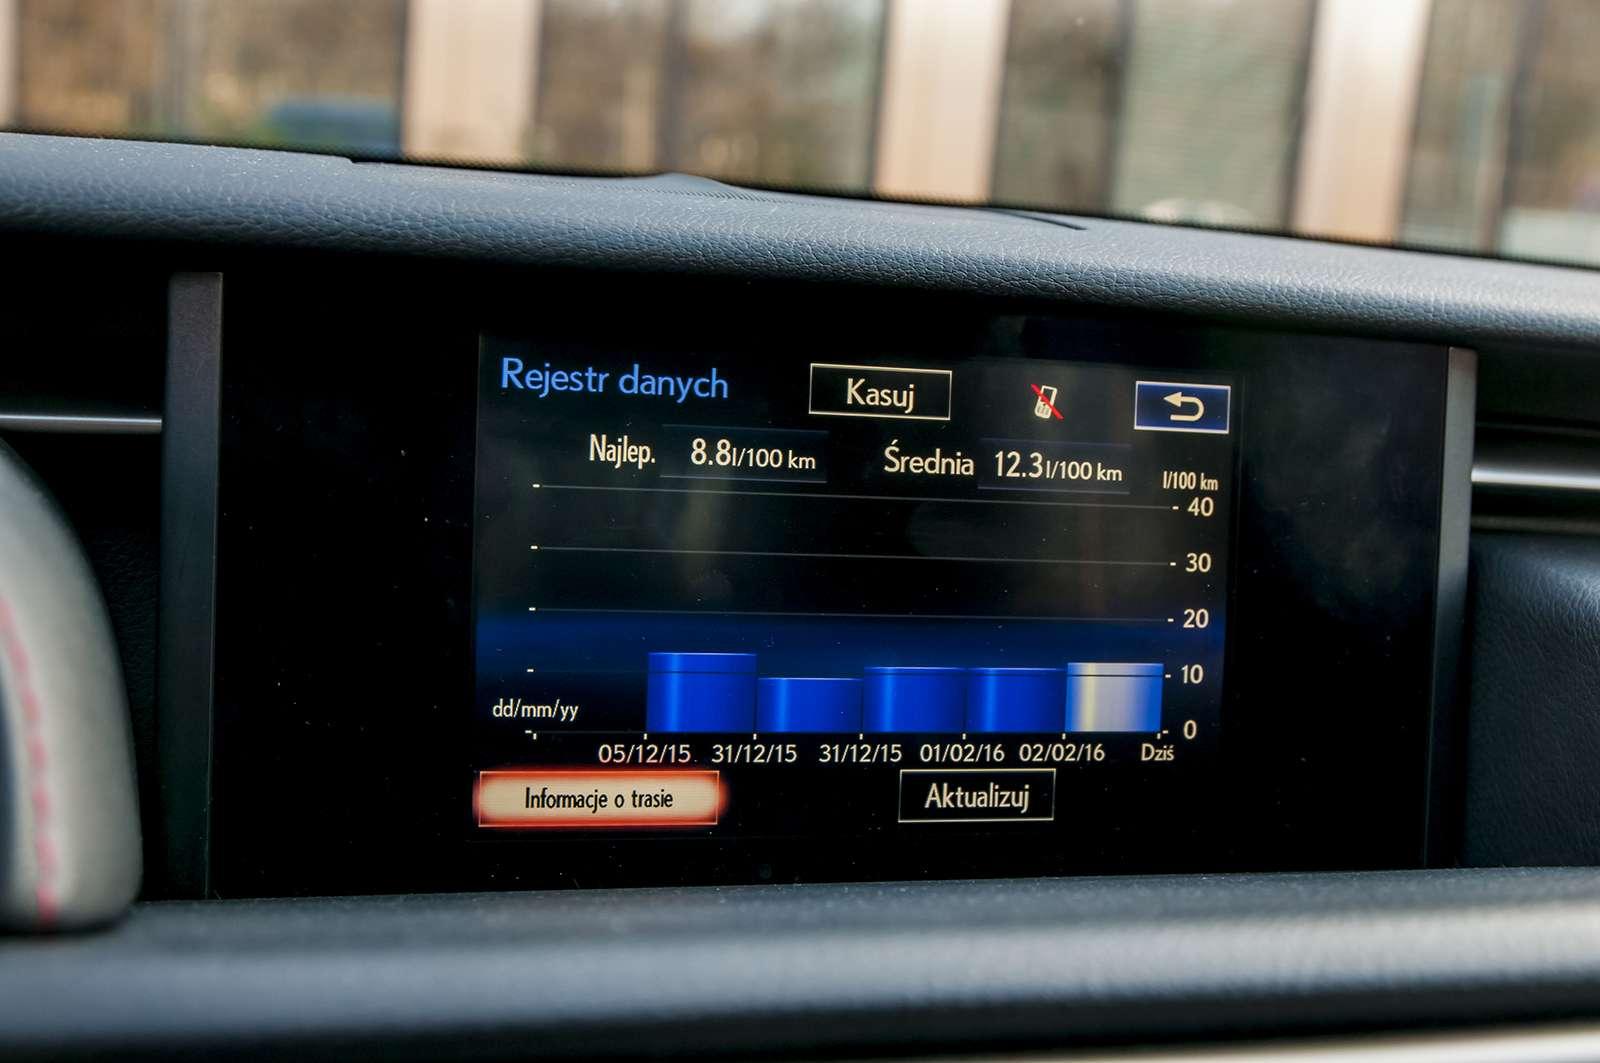 Rejestr danych
Kasuj
Najlep. 8.8l/100 km
Średnia 12.3l/100 km
l/100 km
40
30
20
10
0
dd/mm/yy
05/12/15 31/12/15 31/12/15 01/02/16 02/02/16 Dziś
Informacje o trasie
Aktualizuj